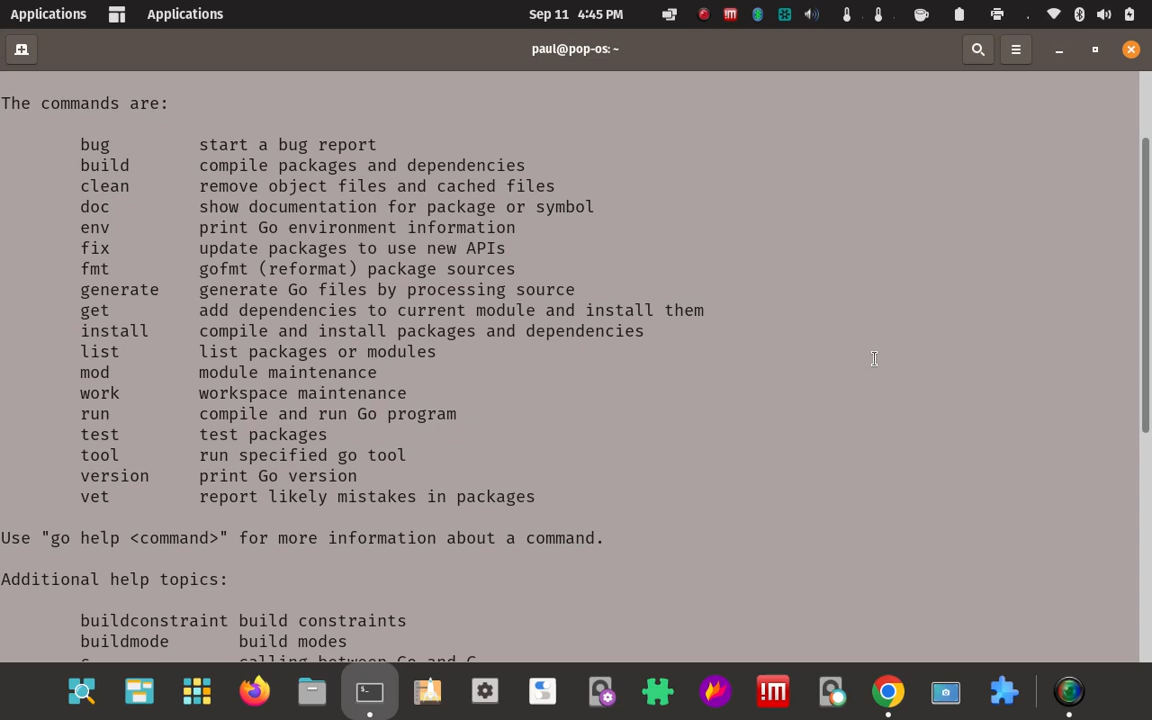 Applications Applications Sep 11 4:45 PM
paul@pop-os: ~
The commands are:
bug start a bug report
build compile packages and dependencies
clean remove object files and cached files
doc show documentation for package or symbol
env print Go environment information
fix update packages to use new APIs
fmt gofmt (reformat) package sources
generate generate Go files by processing source
get add dependencies to current module and install them
install compile and install packages and dependencies
list list packages or modules
mod module maintenance
work workspace maintenance
run compile and run Go program
test test packages
tool run specified go tool
version print Go version
vet report likely mistakes in packages
Use "go help <command>" for more information about a command.
Additional help topics:
buildconstraint build constraints
buildmode build modes
c calling between Go and C
!M